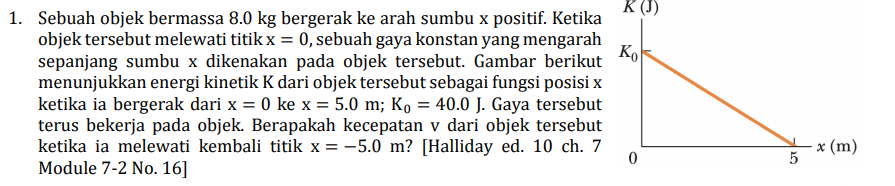 1. Sebuah objek bermassa 8.0 kg bergerak ke arah sumbu x positif. Ketika
objek tersebut melewati titik x = 0, sebuah gaya konstan yang mengarah
sepanjang sumbu x dikenakan pada objek tersebut. Gambar berikut
menunjukkan energi kinetik K dari objek tersebut sebagai fungsi posisi x
ketika ia bergerak dari x = 0 ke x = 5.0 m; K₀ = 40.0 J. Gaya tersebut
terus bekerja pada objek. Berapakah kecepatan v dari objek tersebut
ketika ia melewati kembali titik x = −5.0 m? [Halliday ed. 10 ch. 7
Module 7-2 No. 16]
K (J)
K₀
0
5
x (m)